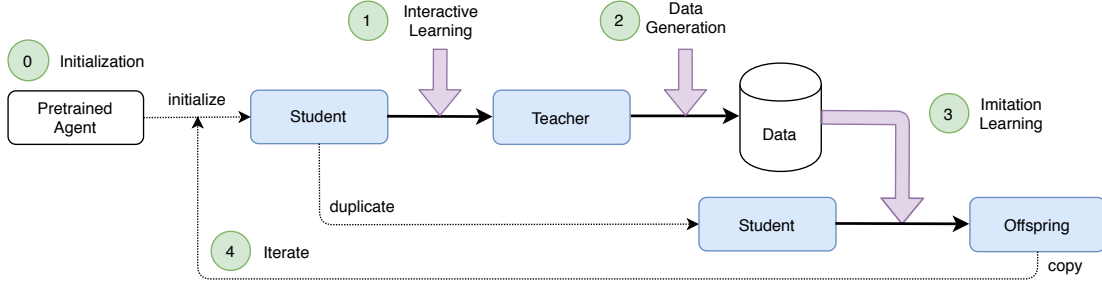 0
Initialization
Pretrained
Agent
initialize
Student
1
Interactive
Learning
Teacher
2
Data
Generation
Data
3
Imitation
Learning
duplicate
Student
Offspring
4
Iterate
copy